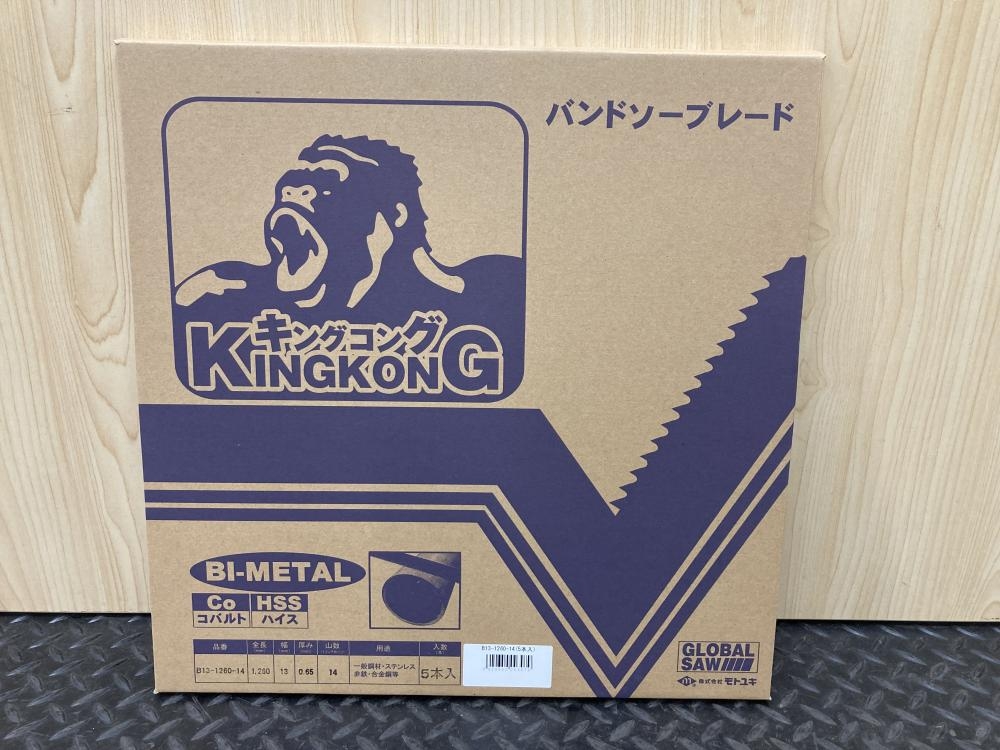 バンドソーブレード
キングコング
KINGKONG
BI-METAL
Co HSS
コバルト ハイス
品番 全長 幅 厚み 山数 用途 入数
B13-1260-14 1,260 13 0.65 14 一般鋼材・ステンレス 非鉄・合金鋼等 5本入
B13-1260-14(5本入)
GLOBAL
SAW
株式会社 モトユキ